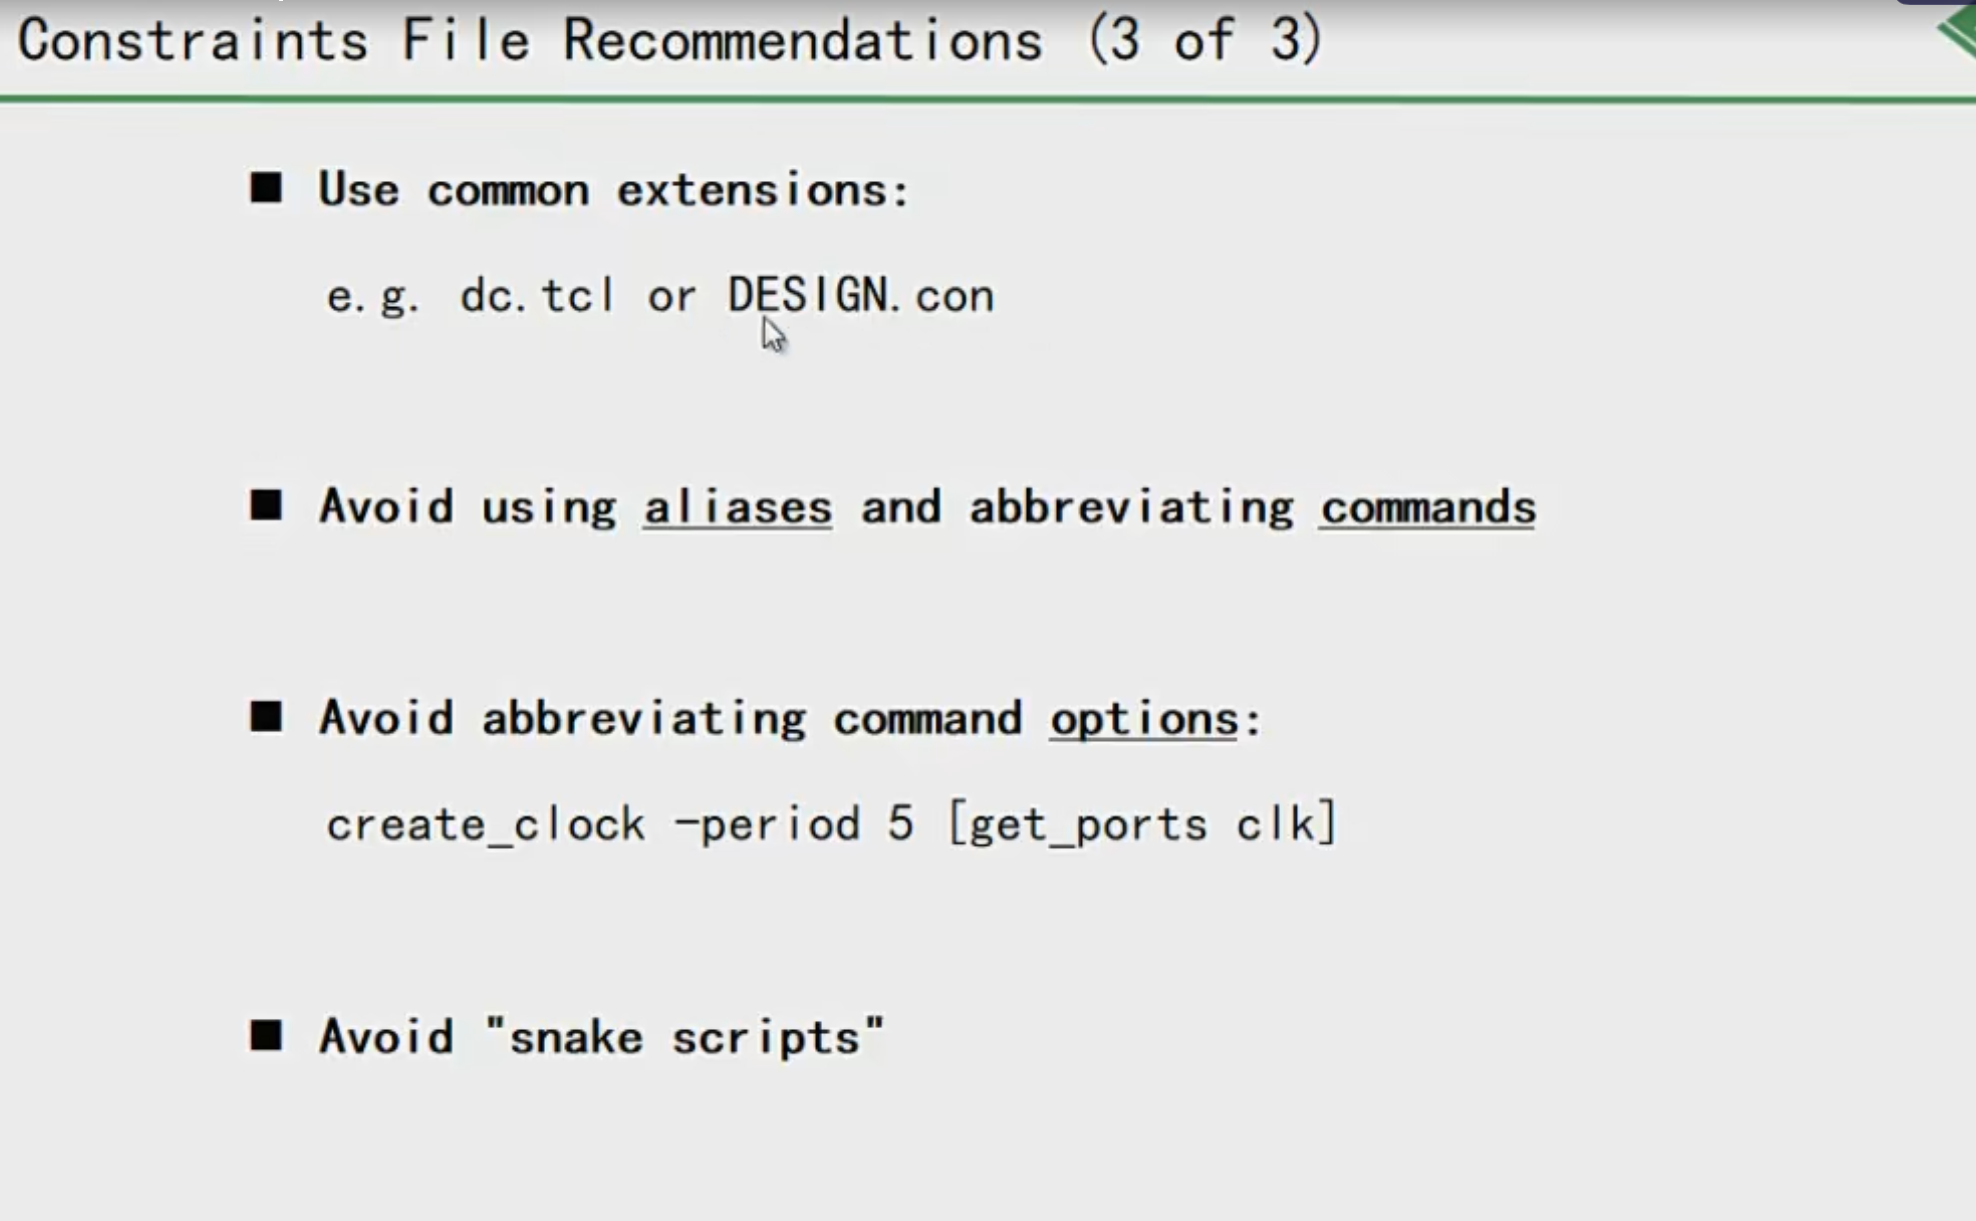 Constraints File Recommendations (3 of 3)
■ Use common extensions:
e.g. dc.tcl or DESIGN.con
■ Avoid using aliases and abbreviating commands
■ Avoid abbreviating command options:
create_clock -period 5 [get_ports clk]
■ Avoid "snake scripts"